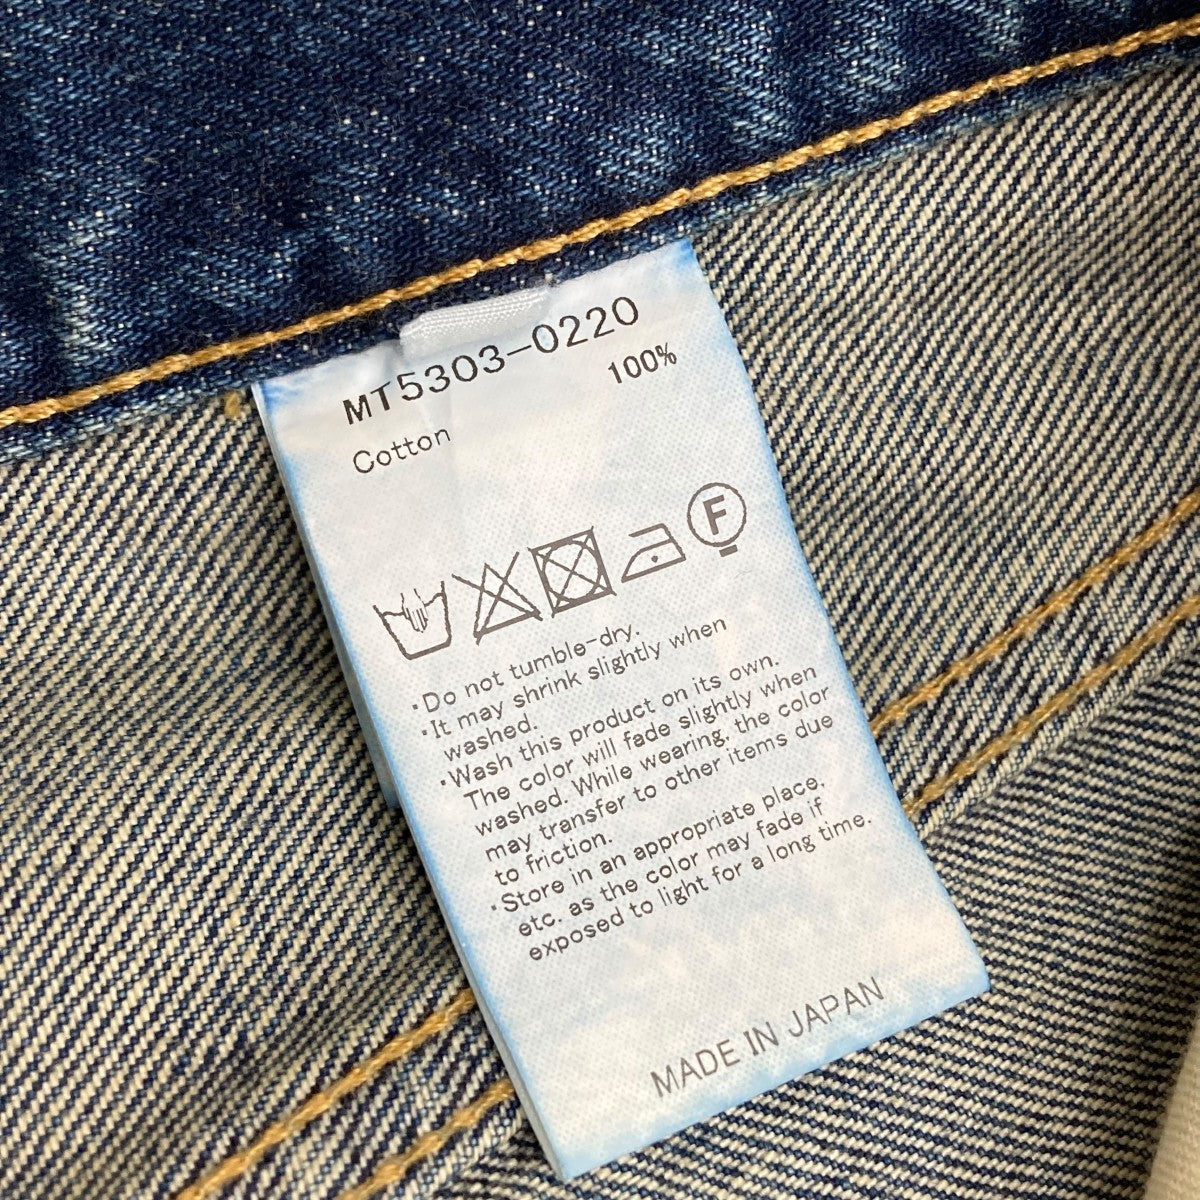 MT5303-0220
100%
Cotton
F
·Do not tumble-dry.
·It may shrink slightly when
washed.
·Wash this product on its own.
The color will fade slightly when
washed. While wearing, the color
may transfer to other items due
to friction.
·Store in an appropriate place,
etc. as the color may fade if
exposed to light for a long time.
MADE IN JAPAN